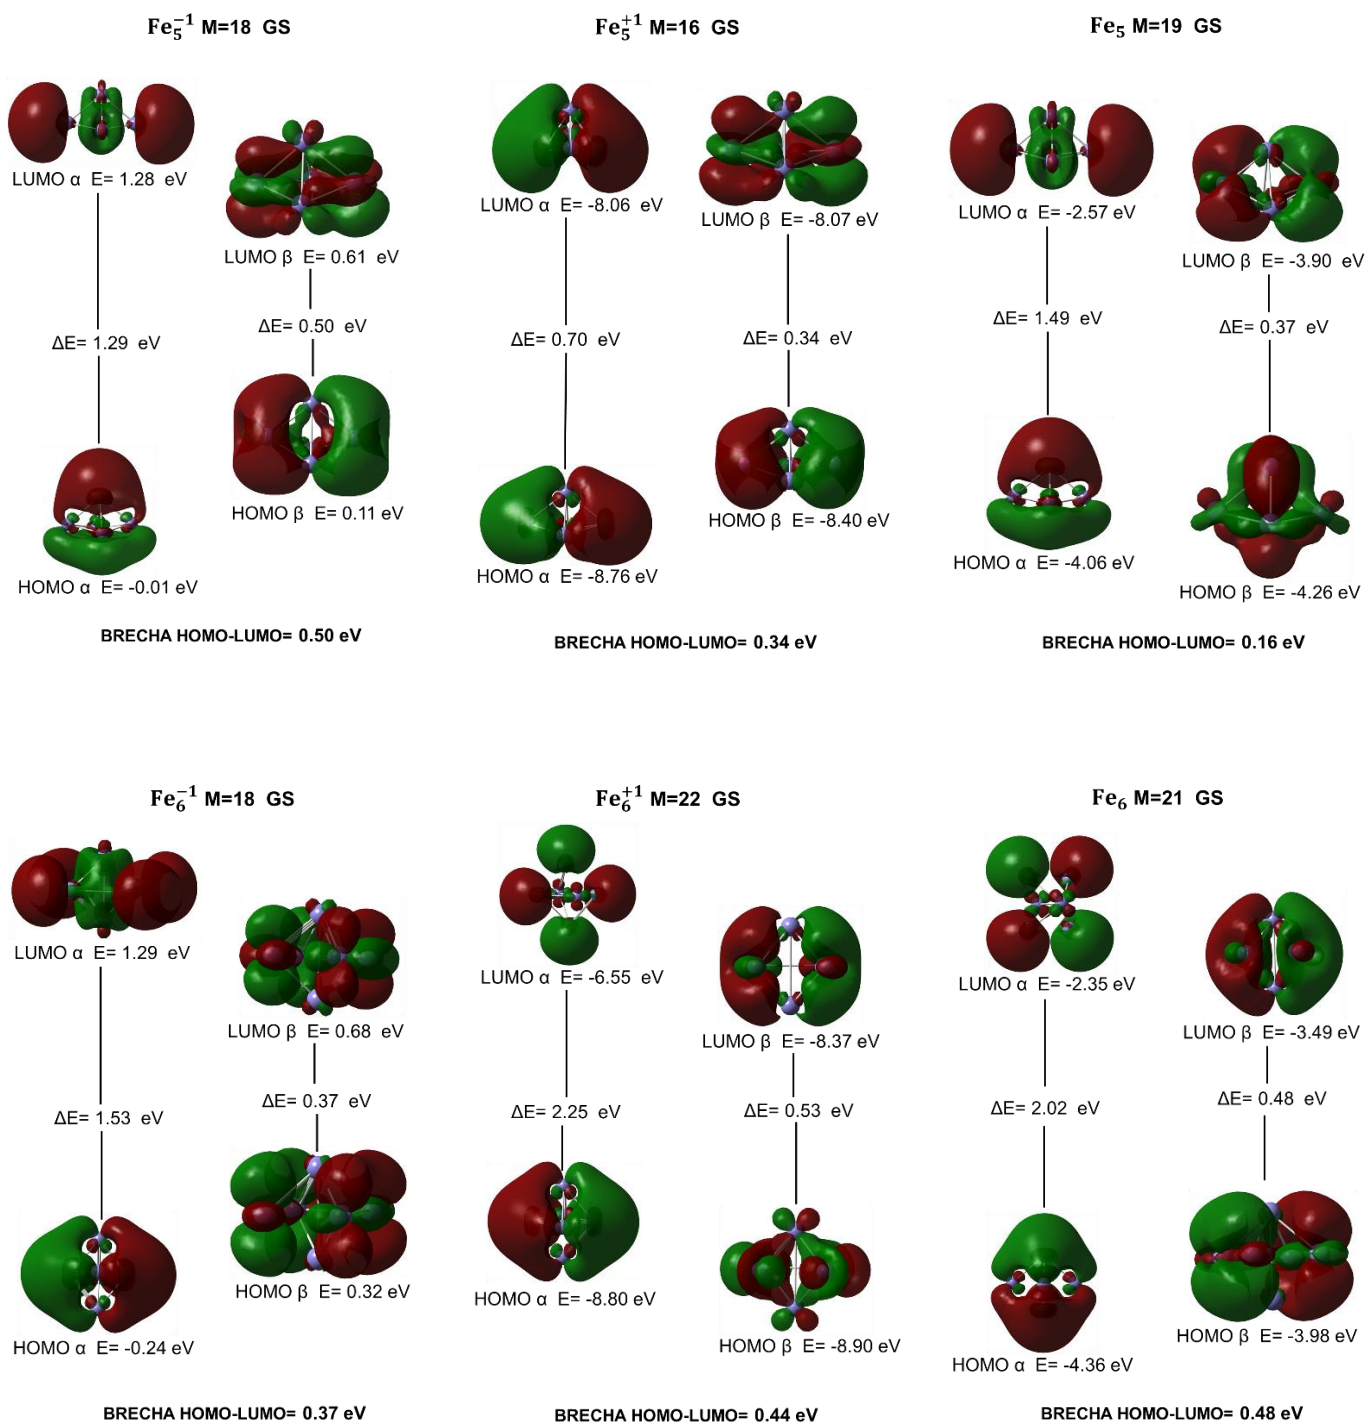 Fe₅⁻¹ M=18 GS
LUMO α E= 1.28 eV
LUMO β E= 0.61 eV
ΔE= 1.29 eV
ΔE= 0.50 eV
HOMO α E= -0.01 eV
HOMO β E= 0.11 eV
BRECHA HOMO-LUMO= 0.50 eV
Fe₅⁺¹ M=16 GS
LUMO α E= -8.06 eV
LUMO β E= -8.07 eV
ΔE= 0.70 eV
ΔE= 0.34 eV
HOMO α E= -8.76 eV
HOMO β E= -8.40 eV
BRECHA HOMO-LUMO= 0.34 eV
Fe₅ M=19 GS
LUMO α E= -2.57 eV
LUMO β E= -3.90 eV
ΔE= 1.49 eV
ΔE= 0.37 eV
HOMO α E= -4.06 eV
HOMO β E= -4.26 eV
BRECHA HOMO-LUMO= 0.16 eV
Fe₆⁻¹ M=18 GS
LUMO α E= 1.29 eV
LUMO β E= 0.68 eV
ΔE= 1.53 eV
ΔE= 0.37 eV
HOMO α E= -0.24 eV
HOMO β E= 0.32 eV
BRECHA HOMO-LUMO= 0.37 eV
Fe₆⁺¹ M=22 GS
LUMO α E= -6.55 eV
LUMO β E= -8.37 eV
ΔE= 2.25 eV
ΔE= 0.53 eV
HOMO α E= -8.80 eV
HOMO β E= -8.90 eV
BRECHA HOMO-LUMO= 0.44 eV
Fe₆ M=21 GS
LUMO α E= -2.35 eV
LUMO β E= -3.49 eV
ΔE= 2.02 eV
ΔE= 0.48 eV
HOMO α E= -4.36 eV
HOMO β E= -3.98 eV
BRECHA HOMO-LUMO= 0.48 eV